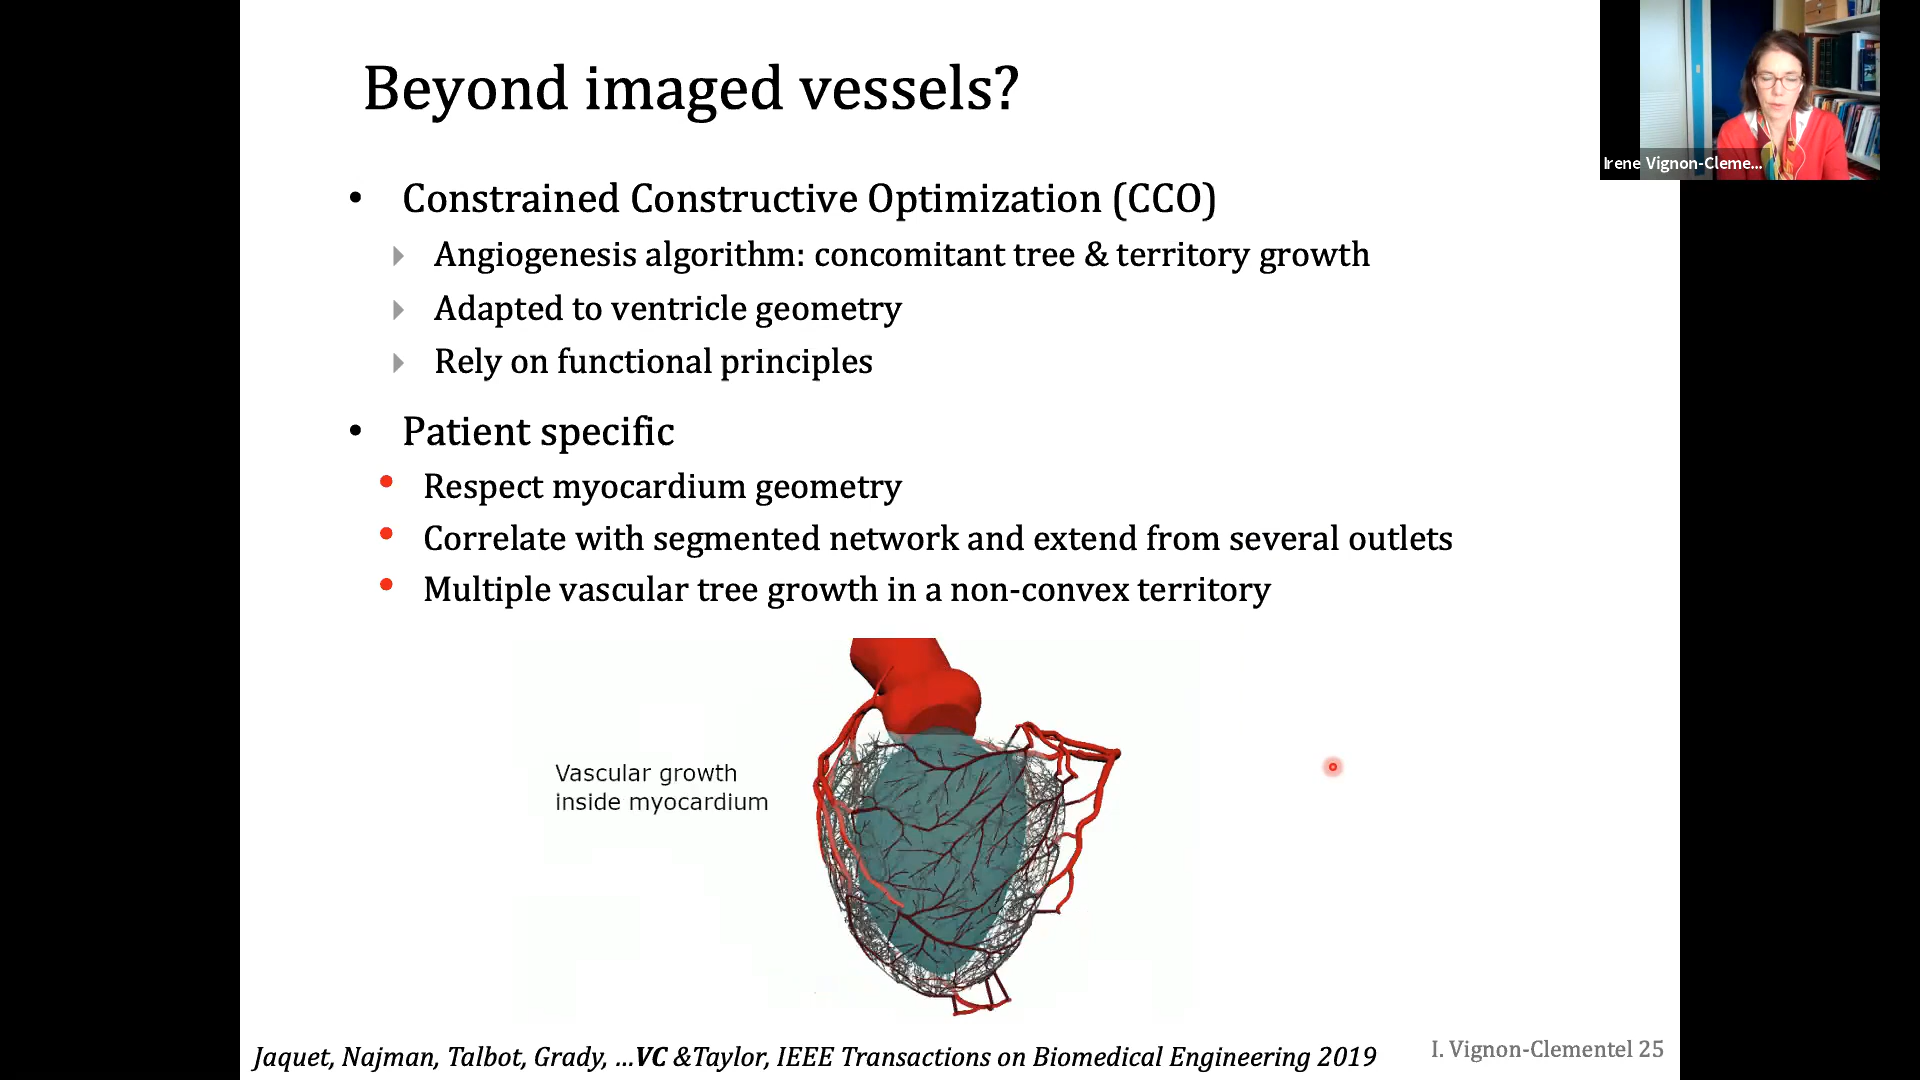 Beyond imaged vessels?
Irene Vignon-Cleme...
• Constrained Constructive Optimization (CCO)
Angiogenesis algorithm: concomitant tree & territory growth
Adapted to ventricle geometry
Rely on functional principles
• Patient specific
• Respect myocardium geometry
• Correlate with segmented network and extend from several outlets
• Multiple vascular tree growth in a non-convex territory
Vascular growth
inside myocardium
Jaquet, Najman, Talbot, Grady, ...VC &Taylor, IEEE Transactions on Biomedical Engineering 2019
I. Vignon-Clementel 25